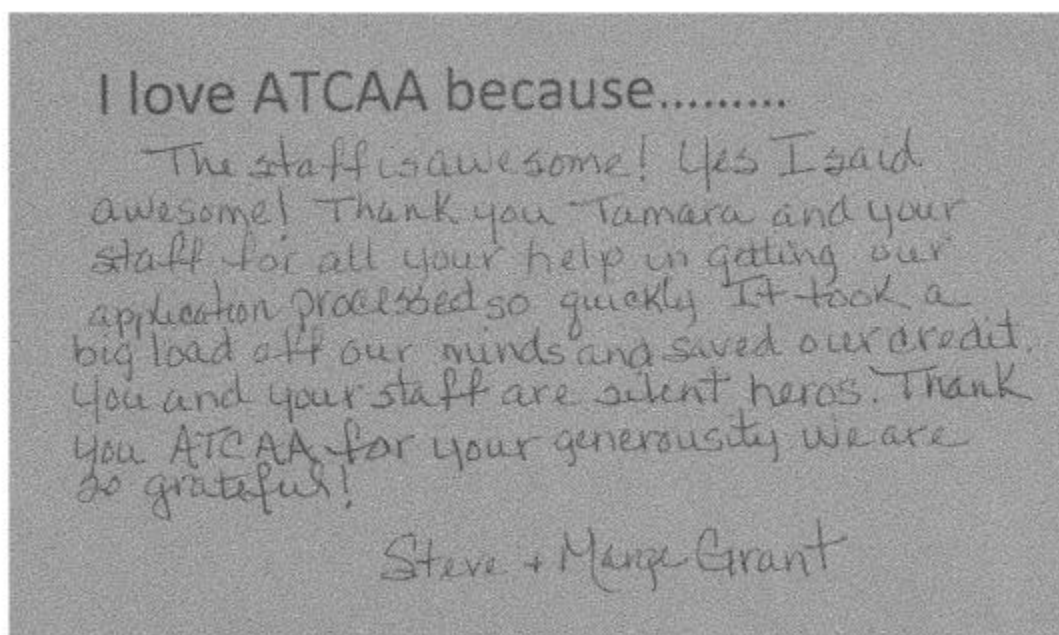 I love ATCAA because.........
The staff is awesome! Yes I said
awesome! Thank you Tamara and your
staff for all your help in getting our
application processed so quickly It took a
big load off our minds and saved our credit.
You and your staff are silent heros. Thank
you ATCAA for your generousity we are
so grateful!
Steve + Marge Grant